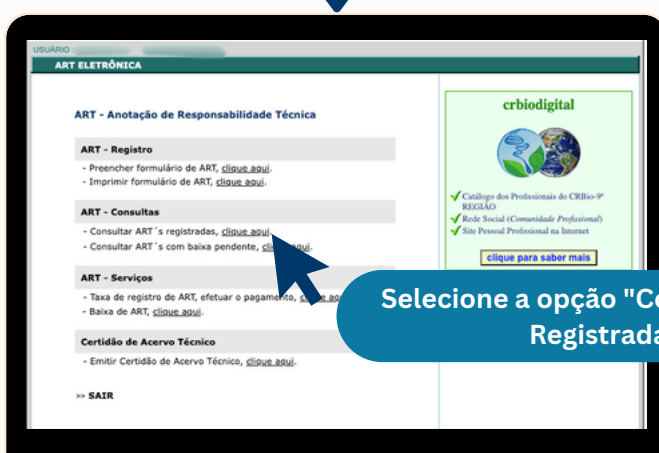 USUÁRIO :
ART ELETRÔNICA
ART - Anotação de Responsabilidade Técnica
ART - Registro
- Preencher formulário de ART, clique aqui.
- Imprimir formulário de ART, clique aqui.
ART - Consultas
- Consultar ART´s registradas, clique aqui.
- Consultar ART´s com baixa pendente, clique aqui.
ART - Serviços
- Taxa de registro de ART, efetuar o pagamento,
- Baixa de ART, clique aqui.
Certidão de Acervo Técnico
- Emitir Certidão de Acervo Técnico, clique aqui.
>> SAIR
crbiodigital
Catálogo dos Profissionais do CRBio-9ª
REGIÃO
Rede Social (Comunidade Profissional)
Site Pessoal Profissional na Internet
clique para saber mais
Selecione a opção "Co
Registrada